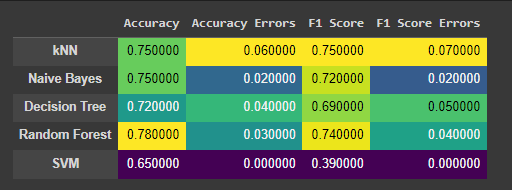 Accuracy Accuracy Errors F1 Score F1 Score Errors
kNN 0.750000 0.060000 0.750000 0.070000
Naive Bayes 0.750000 0.020000 0.720000 0.020000
Decision Tree 0.720000 0.040000 0.690000 0.050000
Random Forest 0.780000 0.030000 0.740000 0.040000
SVM 0.650000 0.000000 0.390000 0.000000